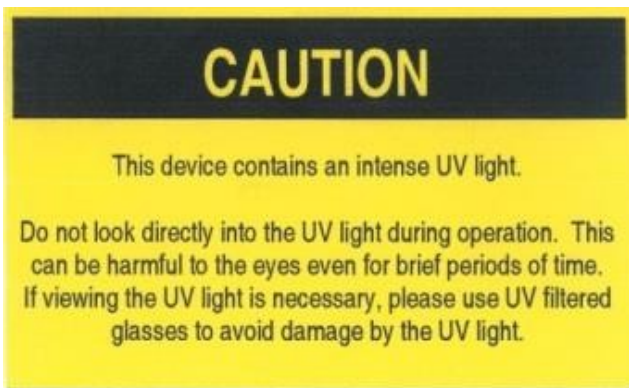 CAUTION
This device contains an intense UV light.
Do not look directly into the UV light during operation. This
can be harmful to the eyes even for brief periods of time.
If viewing the UV light is necessary, please use UV filtered
glasses to avoid damage by the UV light.